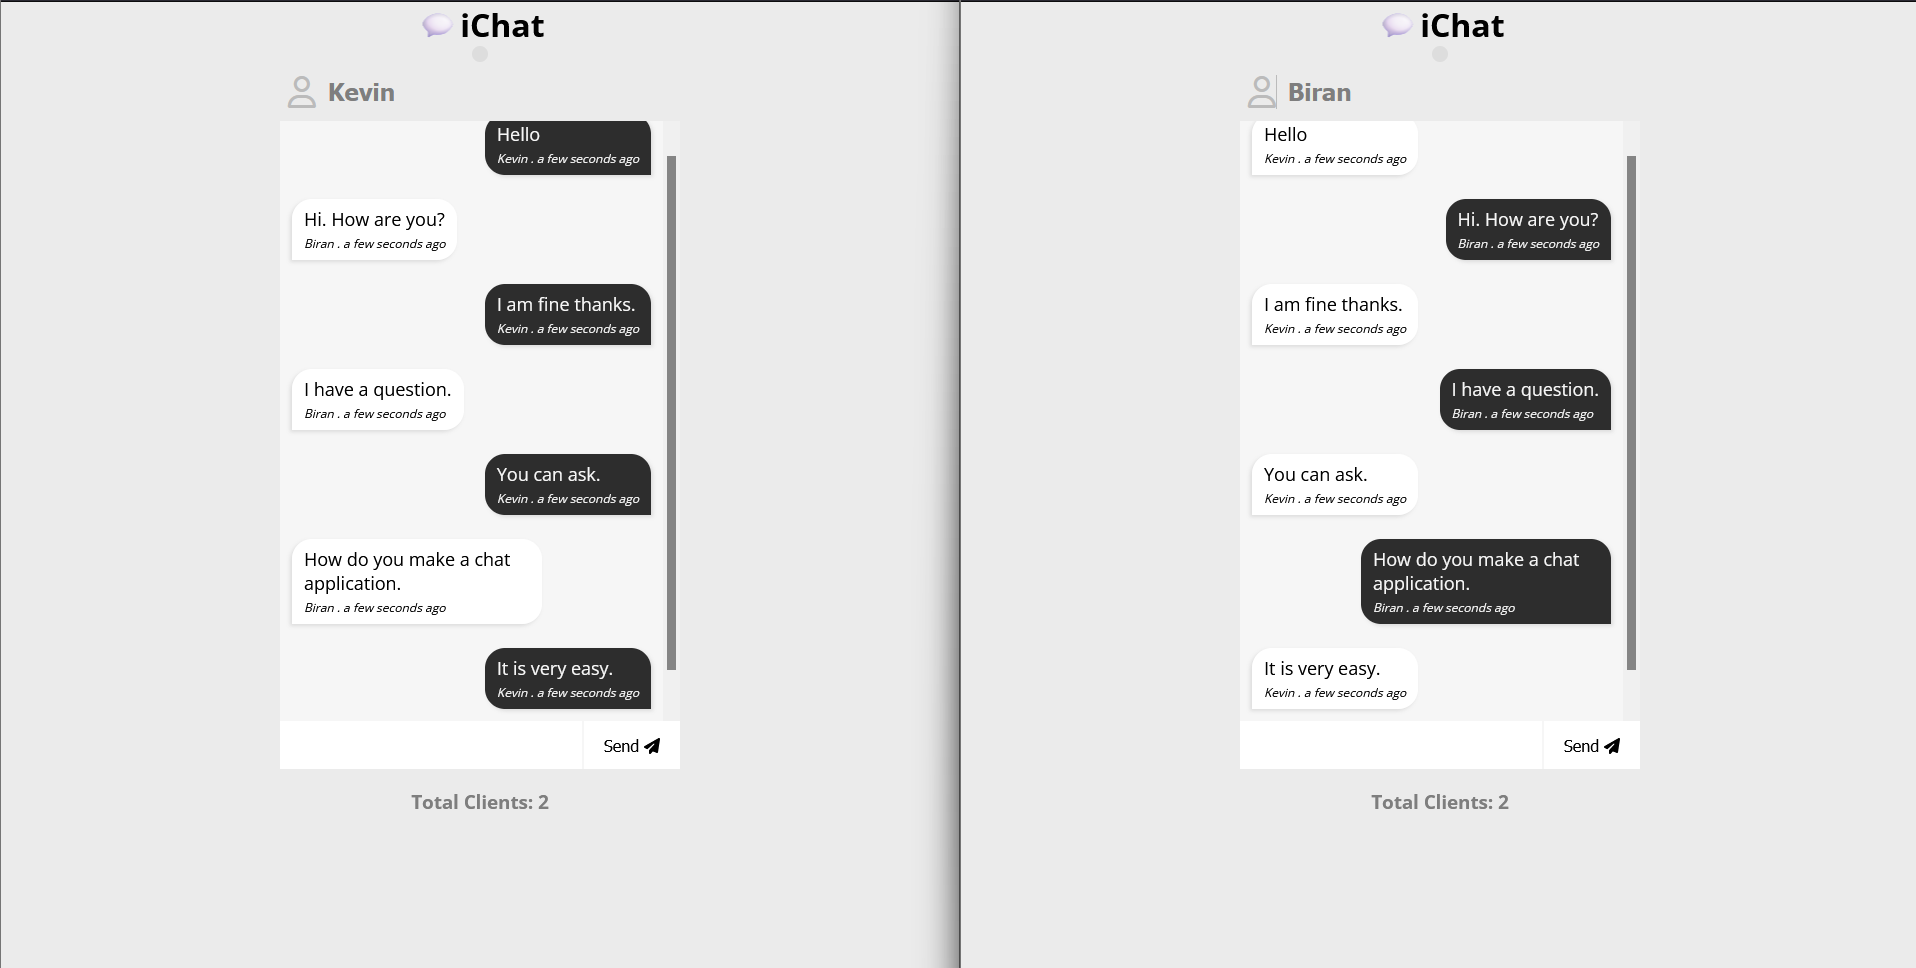 iChat
Kevin
Hello
Kevin . a few seconds ago
Hi. How are you?
Biran . a few seconds ago
I am fine thanks.
Kevin . a few seconds ago
I have a question.
Biran . a few seconds ago
You can ask.
Kevin . a few seconds ago
How do you make a chat
application.
Biran . a few seconds ago
It is very easy.
Kevin . a few seconds ago
Send
Total Clients: 2
iChat
Biran
Hello
Kevin . a few seconds ago
Hi. How are you?
Biran . a few seconds ago
I am fine thanks.
Kevin . a few seconds ago
I have a question.
Biran . a few seconds ago
You can ask.
Kevin . a few seconds ago
How do you make a chat
application.
Biran . a few seconds ago
It is very easy.
Kevin . a few seconds ago
Send
Total Clients: 2